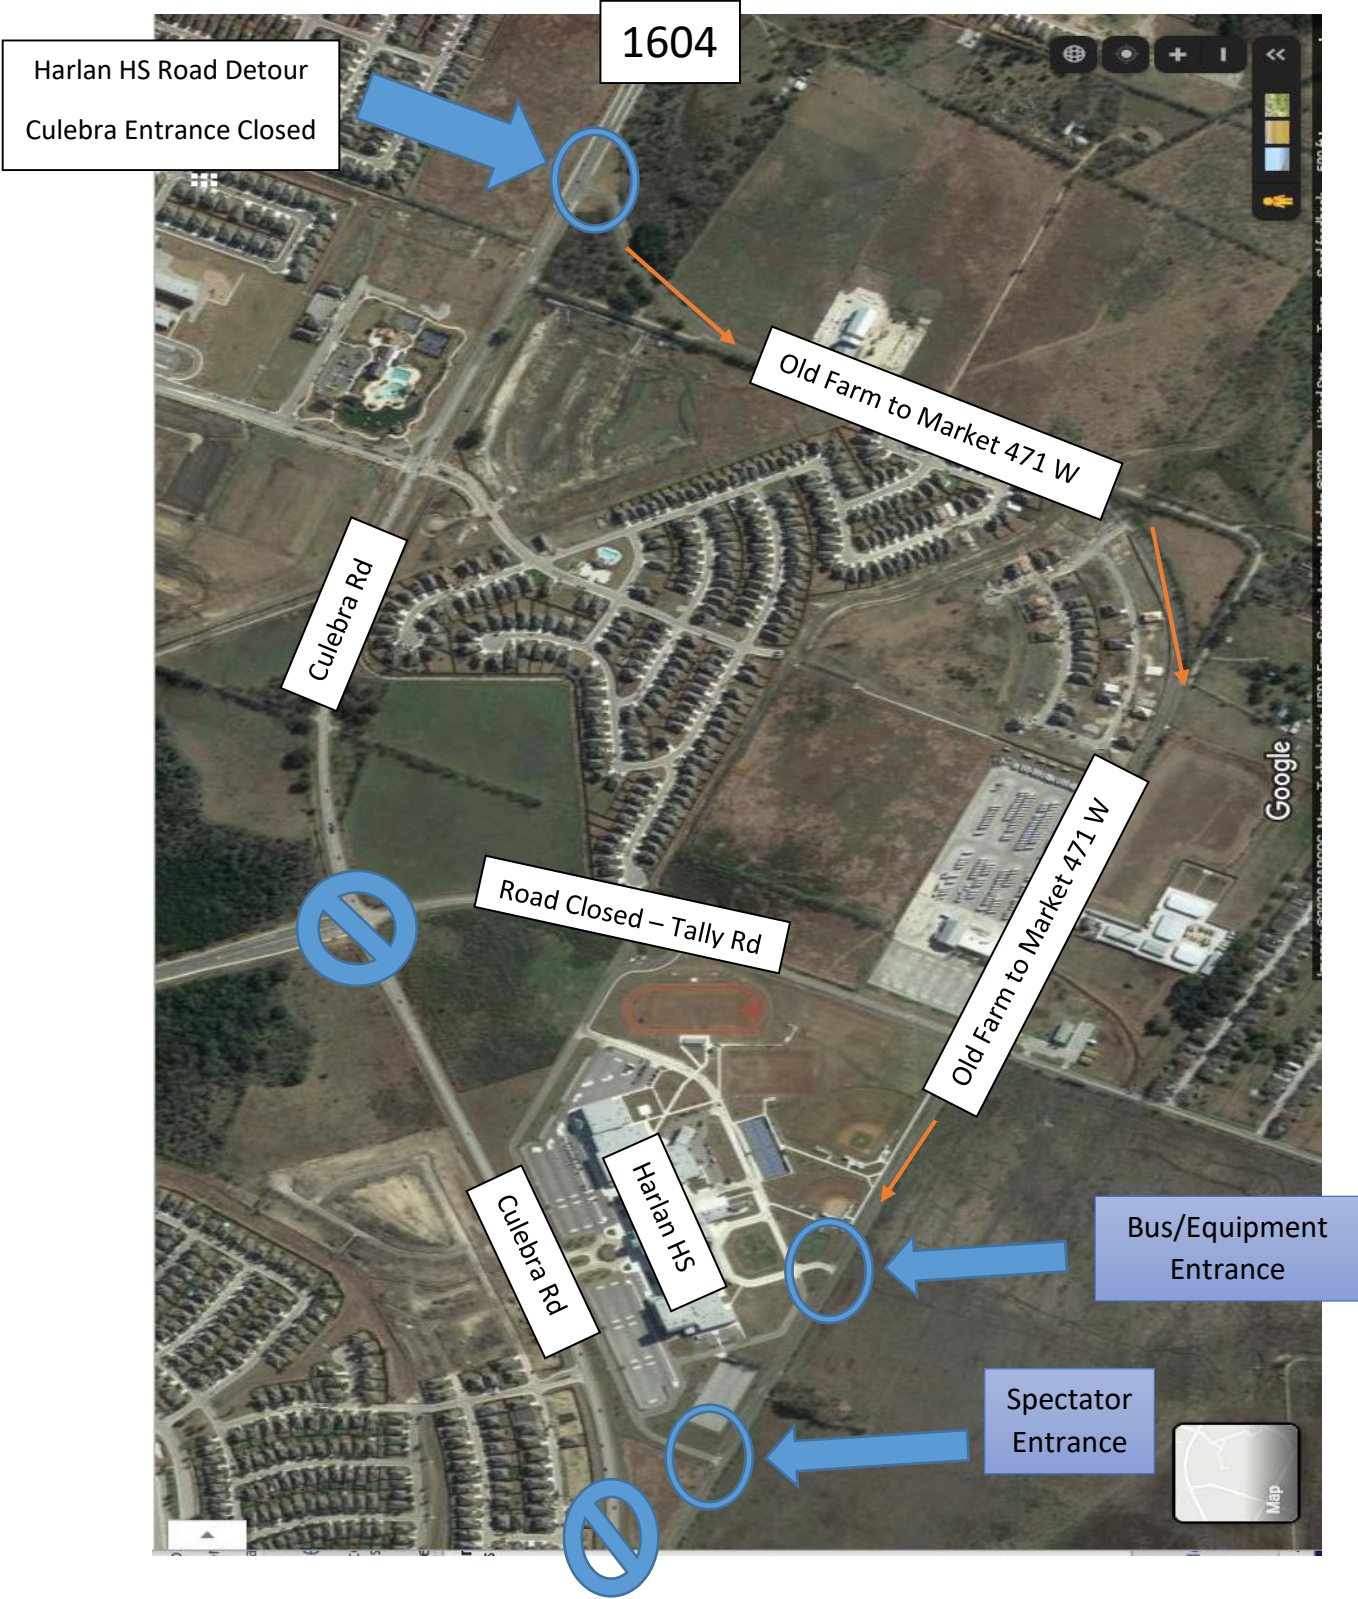 1604
Harlan HS Road Detour
Culebra Entrance Closed
Old Farm to Market 471 W
Culebra Rd
Google
Old Farm to Market 471 W
Road Closed – Tally Rd
Harlan HS
Culebra Rd
Bus/Equipment
Entrance
Spectator
Entrance
Map